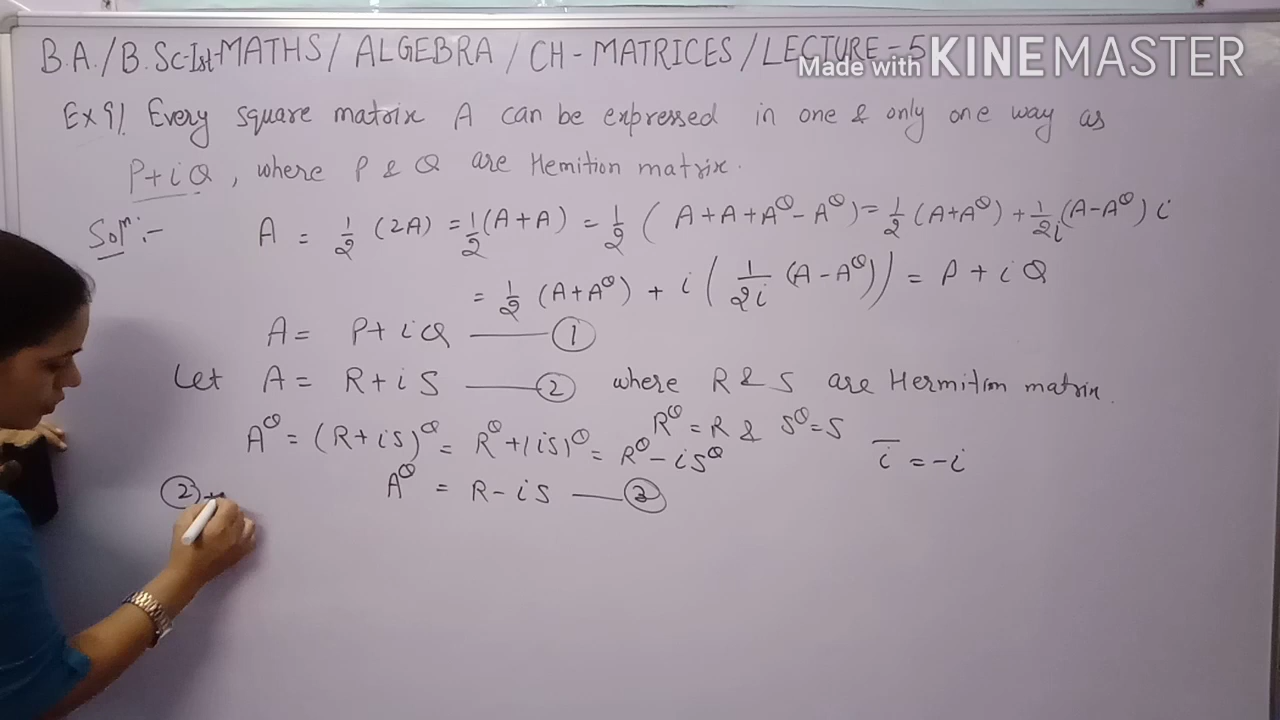 B.A./B.Sc-Ist-MATHS/ ALGEBRA / CH-MATRICES / LECTURE-5
Made with KINEMASTER
Ex 9/. Every square matrix A can be expressed in one & only one way as
P+iQ, where P & Q are Hemition matrix.
Solⁿ:- A = 1/2 (2A) = 1/2 (A+A) = 1/2 (A+A+A^θ-A^θ) = 1/2 (A+A^θ) + 1/2i (A-A^θ) i
= 1/2 (A+A^θ) + i ( 1/2i (A-A^θ)) = P+iQ
A = P+iQ —— ①
Let A = R+iS —— ② where R & S are Hermition matrix.
R^θ = R & S^θ = S
A^θ = (R+iS)^θ = R^θ+(iS)^θ = R^θ-iS^θ i̅ = -i
A^θ = R-iS —— ③
②+